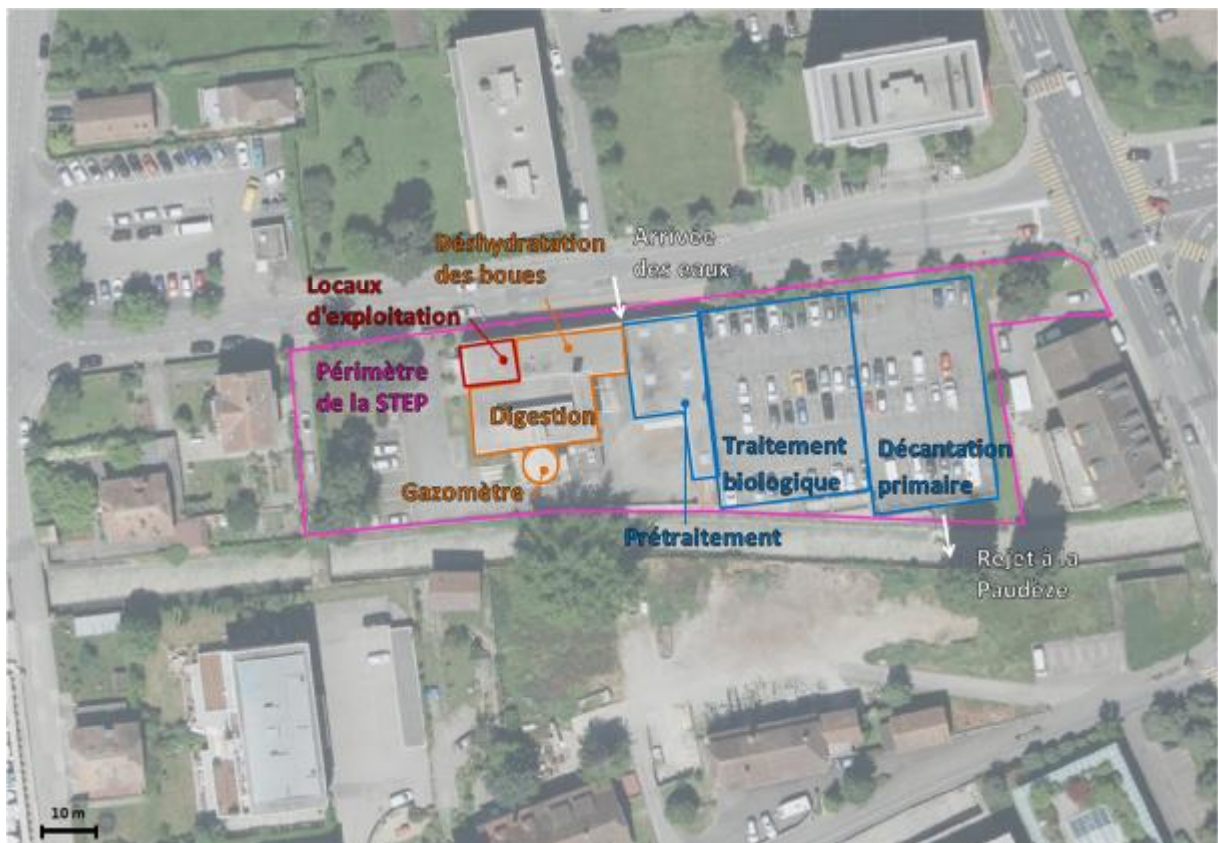 Déshydratation
des boues
Arrivée
des eaux
Locaux
d'exploitation
Périmètre
de la STEP
Digestion
Gazomètre
Traitement
biologique
Décantation
primaire
Prétraitement
Rejet à la
Paudèze
10 m